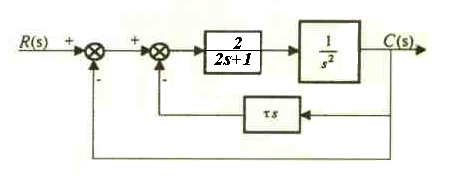 R(s) + + 2/(2s+1) 1/s² C(s)
- -
τs